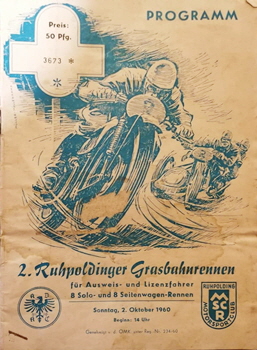 PROGRAMM
Preis:
50 Pfg.
3673 *
2. Ruhpoldinger Grasbahnrennen
für Ausweis- und Lizenzfahrer
8 Solo- und 8 Seitenwagen-Rennen
Sonntag, 2. Oktober 1960
Beginn: 14 Uhr
RUHPOLDING
MSCR
MOTORSPORTCLUB